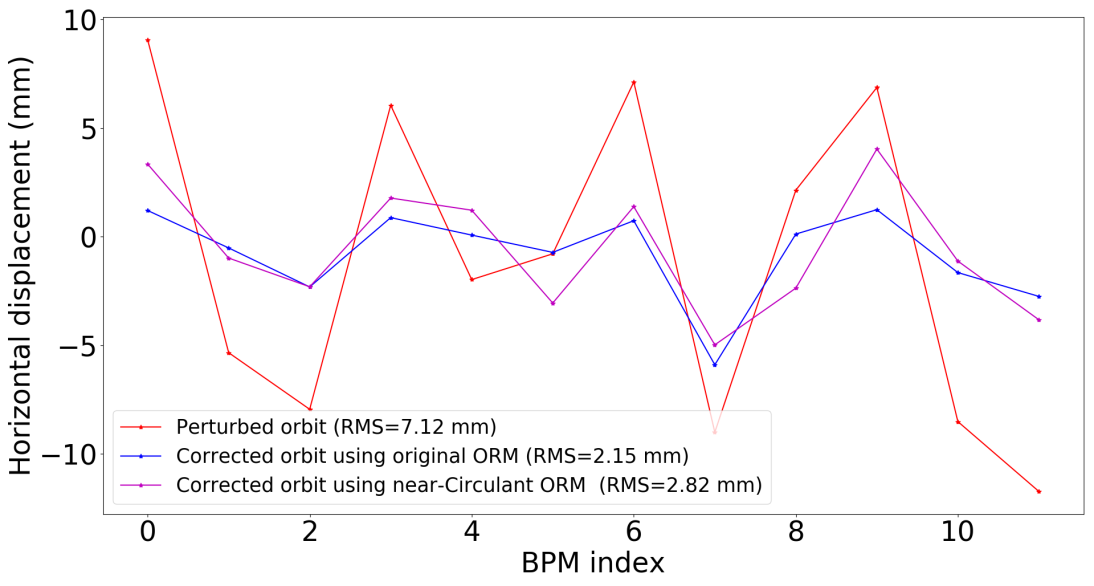 Horizontal displacement (mm)
10
5
0
−5
−10
Perturbed orbit (RMS=7.12 mm)
Corrected orbit using original ORM (RMS=2.15 mm)
Corrected orbit using near-Circulant ORM  (RMS=2.82 mm)
0 2 4 6 8 10
BPM index